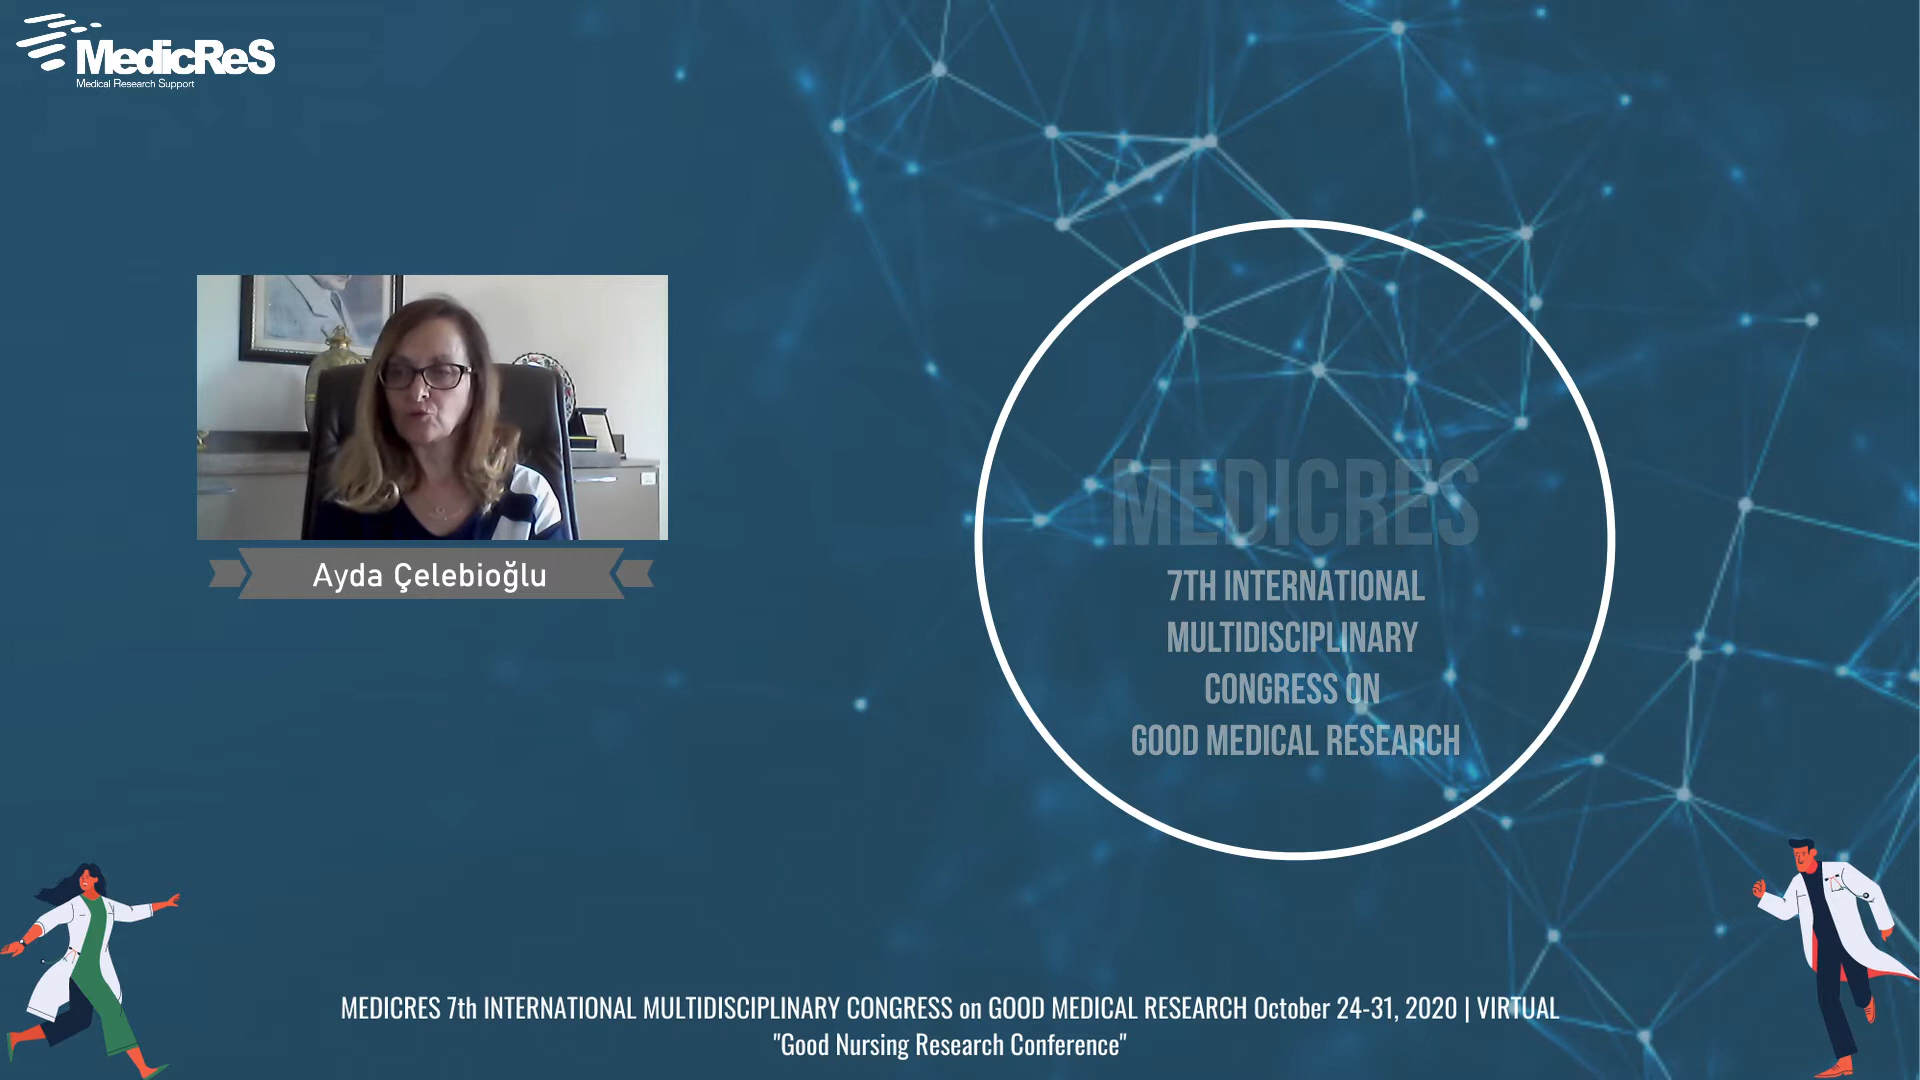 MedicReS
Medical Research Support
Ayda Çelebioğlu
MEDICRES
7TH INTERNATIONAL
MULTIDISCIPLINARY
CONGRESS ON
GOOD MEDICAL RESEARCH
MEDICRES 7th INTERNATIONAL MULTIDISCIPLINARY CONGRESS on GOOD MEDICAL RESEARCH October 24-31, 2020 | VIRTUAL
"Good Nursing Research Conference"